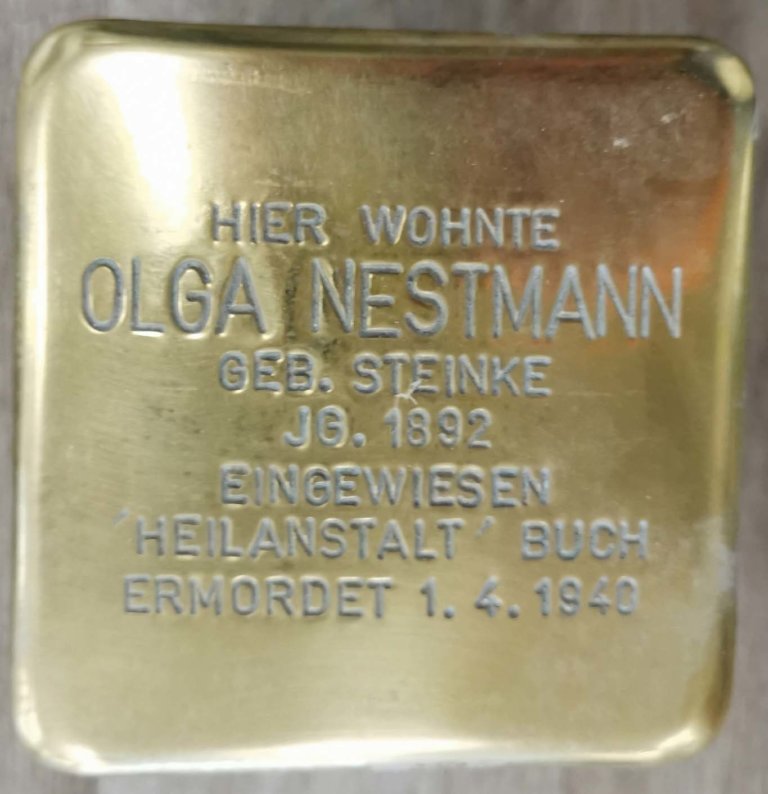 HIER WOHNTE
OLGA NESTMANN
GEB. STEINKE
JG. 1892
EINGEWIESEN
'HEILANSTALT' BUCH
ERMORDET 1. 4. 1940